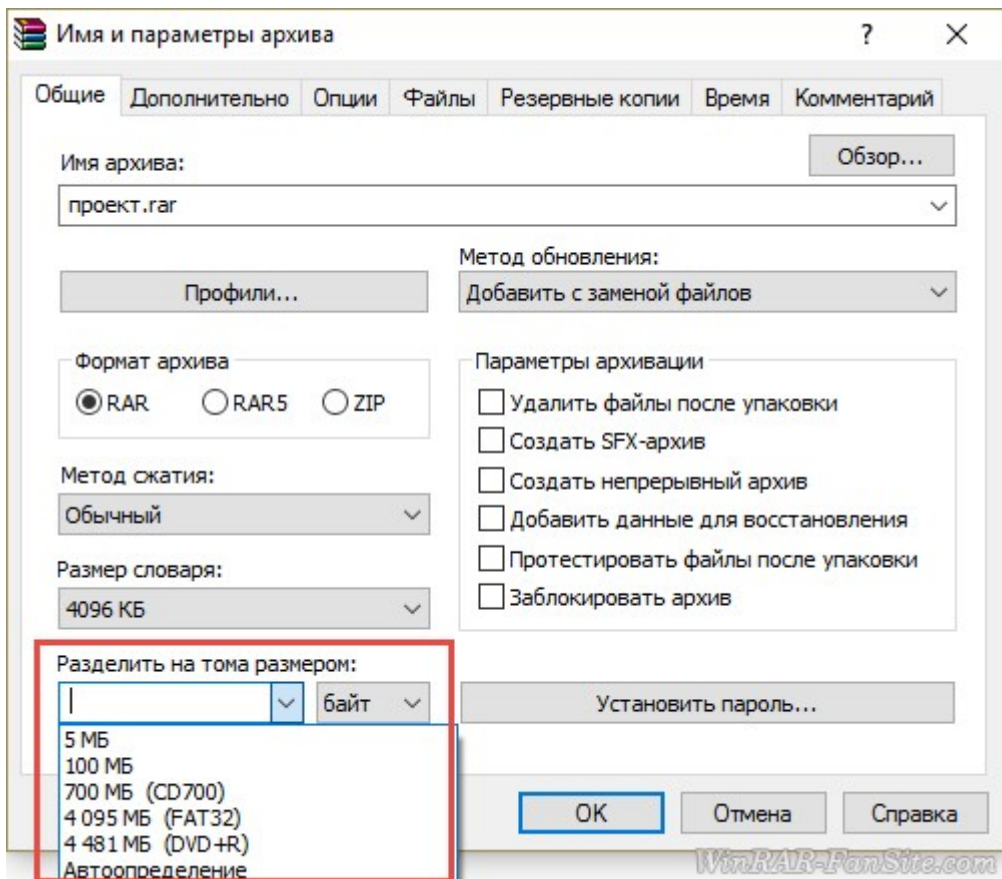 Имя и параметры архива
?
Общие
Дополнительно
Опции
Файлы
Резервные копии
Время
Комментарий
Имя архива:
Обзор...
проект.rar
Метод обновления:
Профили...
Добавить с заменой файлов
Формат архива
RAR
RAR5
ZIP
Метод сжатия:
Обычный
Размер словаря:
4096 КБ
Параметры архивации
Удалить файлы после упаковки
Создать SFX-архив
Создать непрерывный архив
Добавить данные для восстановления
Протестировать файлы после упаковки
Заблокировать архив
Разделить на тома размером:
байт
Установить пароль...
5 МБ
100 МБ
700 МБ (CD700)
4 095 МБ (FAT32)
4 481 МБ (DVD+R)
Автоопределение
OK
Отмена
Справка
WinRAR-FanSite.com